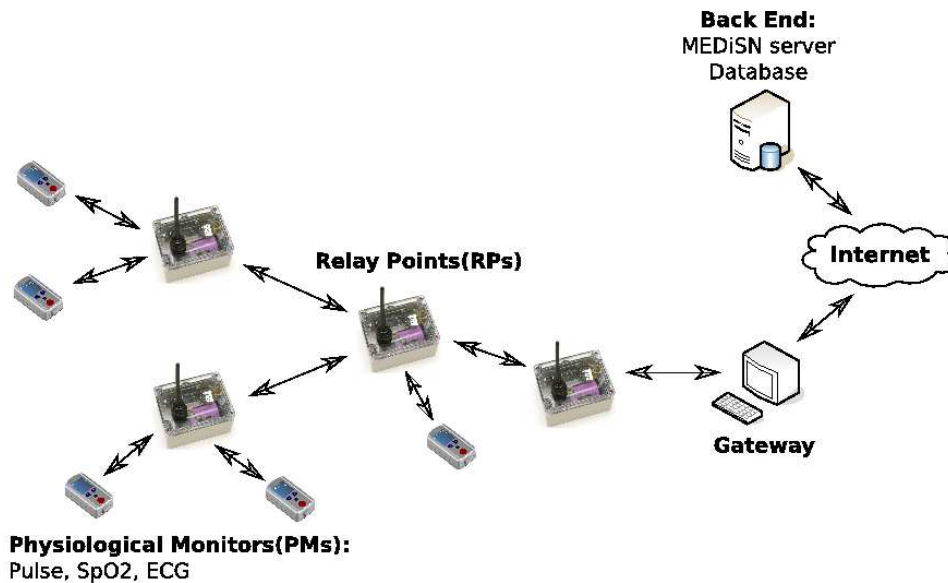 Back End:
MEDiSN server
Database
Relay Points(RPs)
Internet
Gateway
Physiological Monitors(PMs):
Pulse, SpO2, ECG